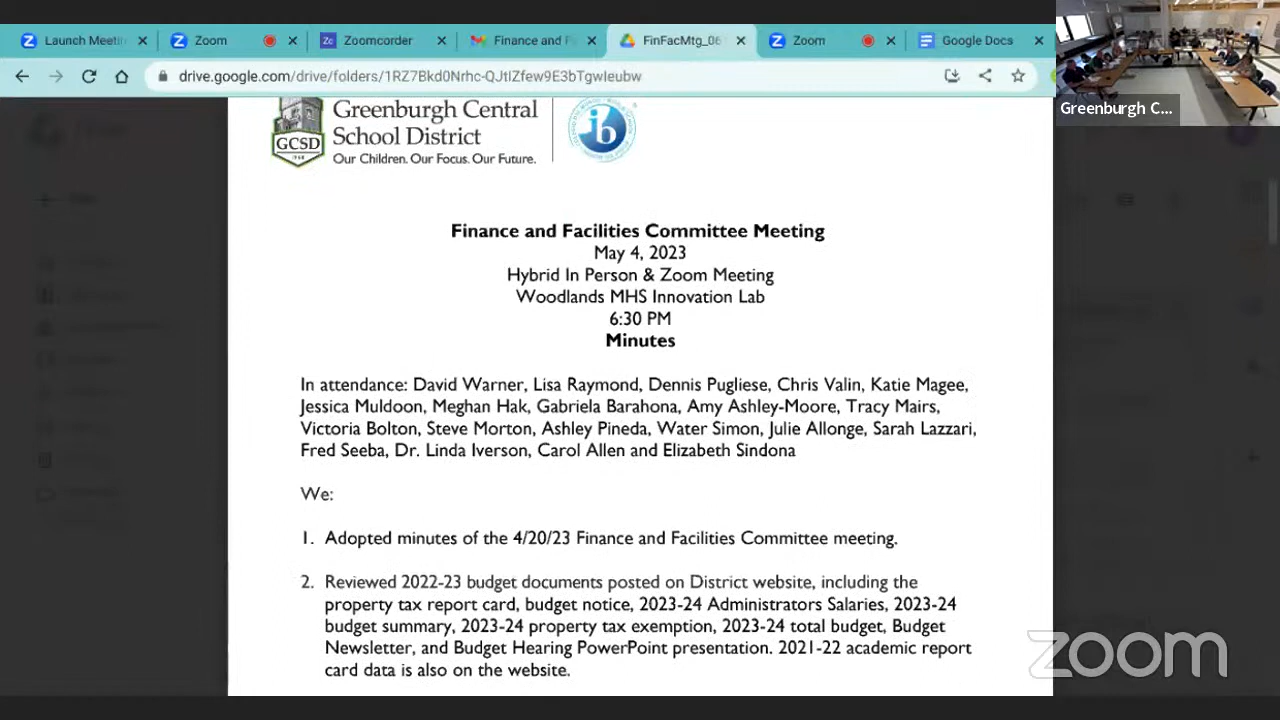 Launch Meeti
Zoom
Zoomcorder
Finance and F
FinFacMtg_06
Zoom
Google Docs
drive.google.com/drive/folders/1RZ7Bkd0Nrhc-QJtlZfew9E3bTgwIeubw
Greenburgh C...
Greenburgh Central
School District
Our Children. Our Focus. Our Future.
GCSD
ib
Finance and Facilities Committee Meeting
May 4, 2023
Hybrid In Person & Zoom Meeting
Woodlands MHS Innovation Lab
6:30 PM
Minutes
In attendance: David Warner, Lisa Raymond, Dennis Pugliese, Chris Valin, Katie Magee,
Jessica Muldoon, Meghan Hak, Gabriela Barahona, Amy Ashley-Moore, Tracy Mairs,
Victoria Bolton, Steve Morton, Ashley Pineda, Water Simon, Julie Allonge, Sarah Lazzari,
Fred Seeba, Dr. Linda Iverson, Carol Allen and Elizabeth Sindona
We:
1. Adopted minutes of the 4/20/23 Finance and Facilities Committee meeting.
2. Reviewed 2022-23 budget documents posted on District website, including the
property tax report card, budget notice, 2023-24 Administrators Salaries, 2023-24
budget summary, 2023-24 property tax exemption, 2023-24 total budget, Budget
Newsletter, and Budget Hearing PowerPoint presentation. 2021-22 academic report
card data is also on the website.
zoom